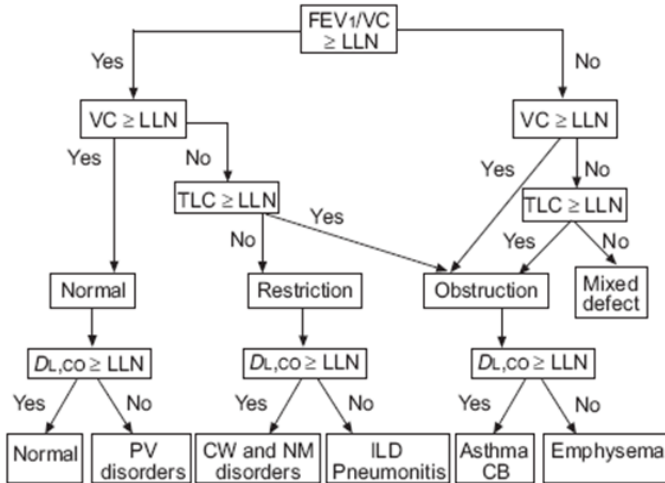 FEV1/VC
≥ LLN
Yes
No
VC ≥ LLN
VC ≥ LLN
Yes
No
Yes
No
TLC ≥ LLN
TLC ≥ LLN
Yes
No
Yes
No
Normal
Restriction
Obstruction
Mixed
defect
DL,CO ≥ LLN
DL,CO ≥ LLN
DL,CO ≥ LLN
Yes
No
Yes
No
Yes
No
Normal
PV
disorders
CW and NM
disorders
ILD
Pneumonitis
Asthma
CB
Emphysema